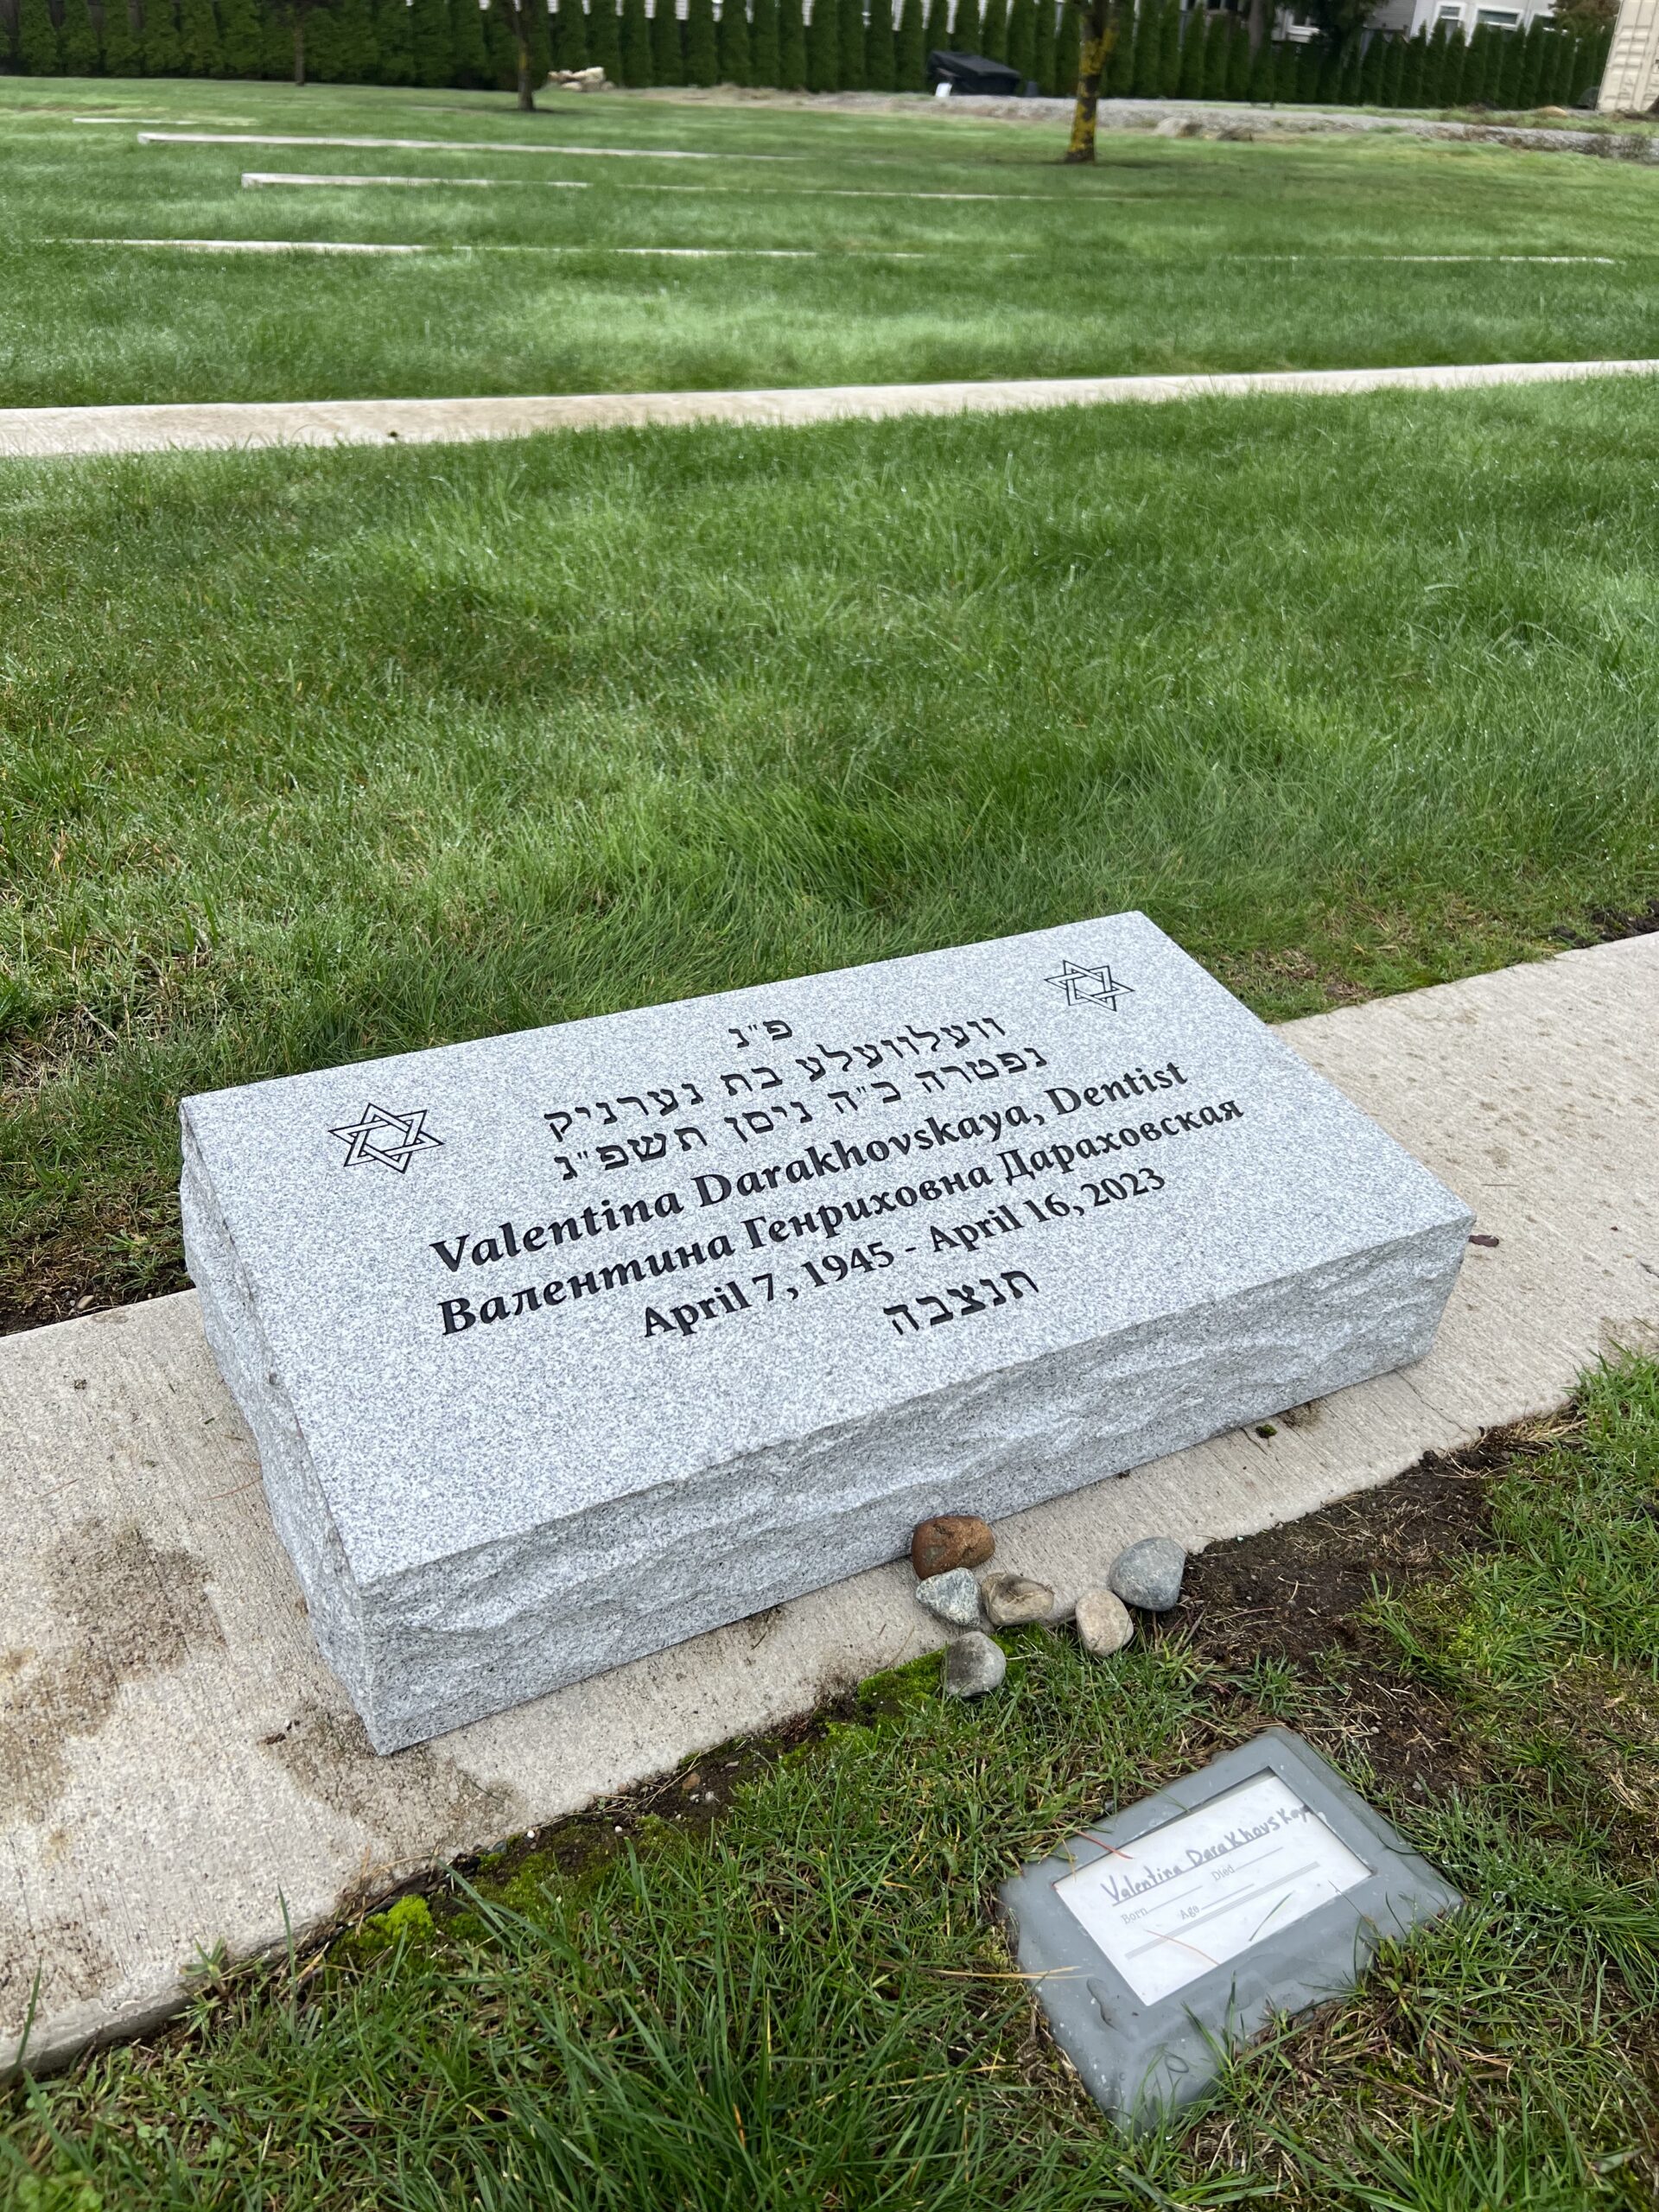 פ"נ
וועלוועלע בת גערניק
נפטרה כ"ה ניסן תשפ"ג
Valentina Darakhovskaya, Dentist
Валентина Генриховна Дараховская
April 7, 1945 - April 16, 2023
תנצבה
Valentina Darakhovskaya
Born Died
Age